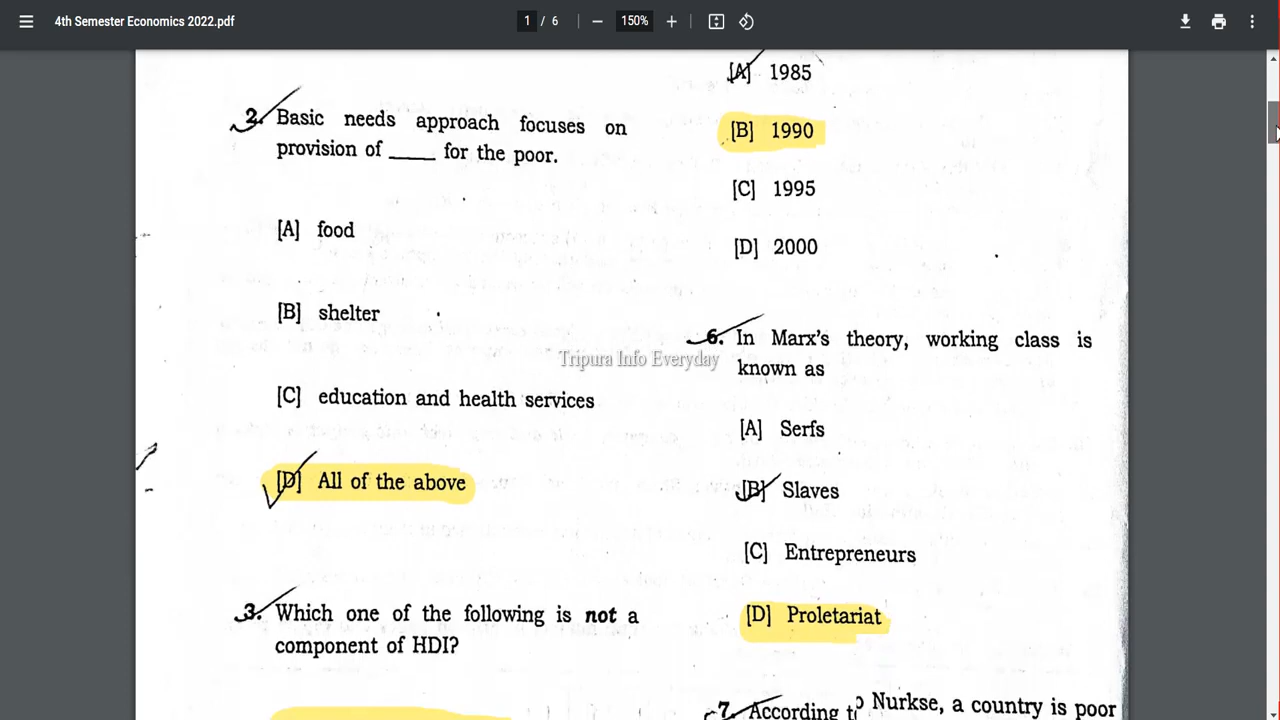 4th Semester Economics 2022.pdf
1 / 6
150%
2. Basic needs approach focuses on
provision of ____ for the poor.
[A] food
[B] shelter
[C] education and health services
[D] All of the above
3. Which one of the following is not a
component of HDI?
[A] 1985
[B] 1990
[C] 1995
[D] 2000
6. In Marx's theory, working class is
known as
[A] Serfs
[B] Slaves
[C] Entrepreneurs
[D] Proletariat
7. According to Nurkse, a country is poor
Tripura Info Everyday